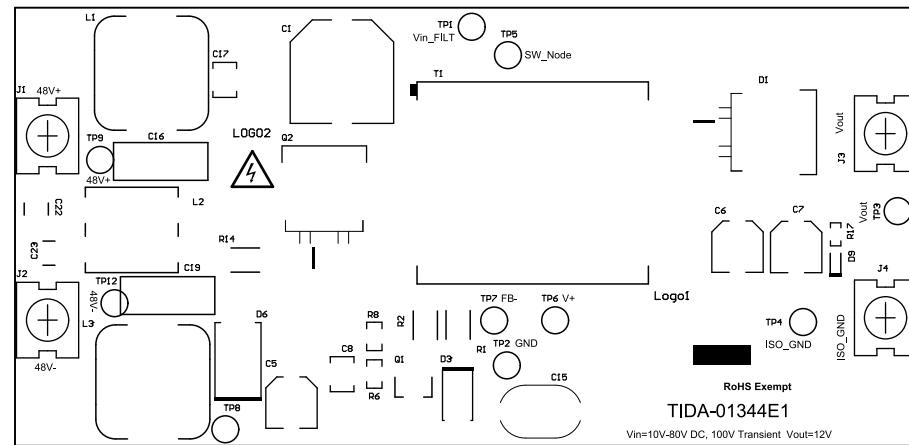 L1
C17
C1
TP1
Vin_FILT
TP5
SW_Node
T1
D1
J1
48V+
TP9
C16
48V+
LOGO2
Q2
Vout
J3
C22
L2
C23
R14
C6
C7
R17
D9
Vout
TP3
J2
TP12
48V-
C19
L3
48V-
D6
C5
TP8
C8
R8
R6
R2
Q1
D3
R1
TP7 FB-
TP6 V+
TP2 GND
C15
Logo1
TP4
ISO_GND
J4
ISO_GND
RoHS Exempt
TIDA-01344E1
Vin=10V-80V DC, 100V Transient Vout=12V